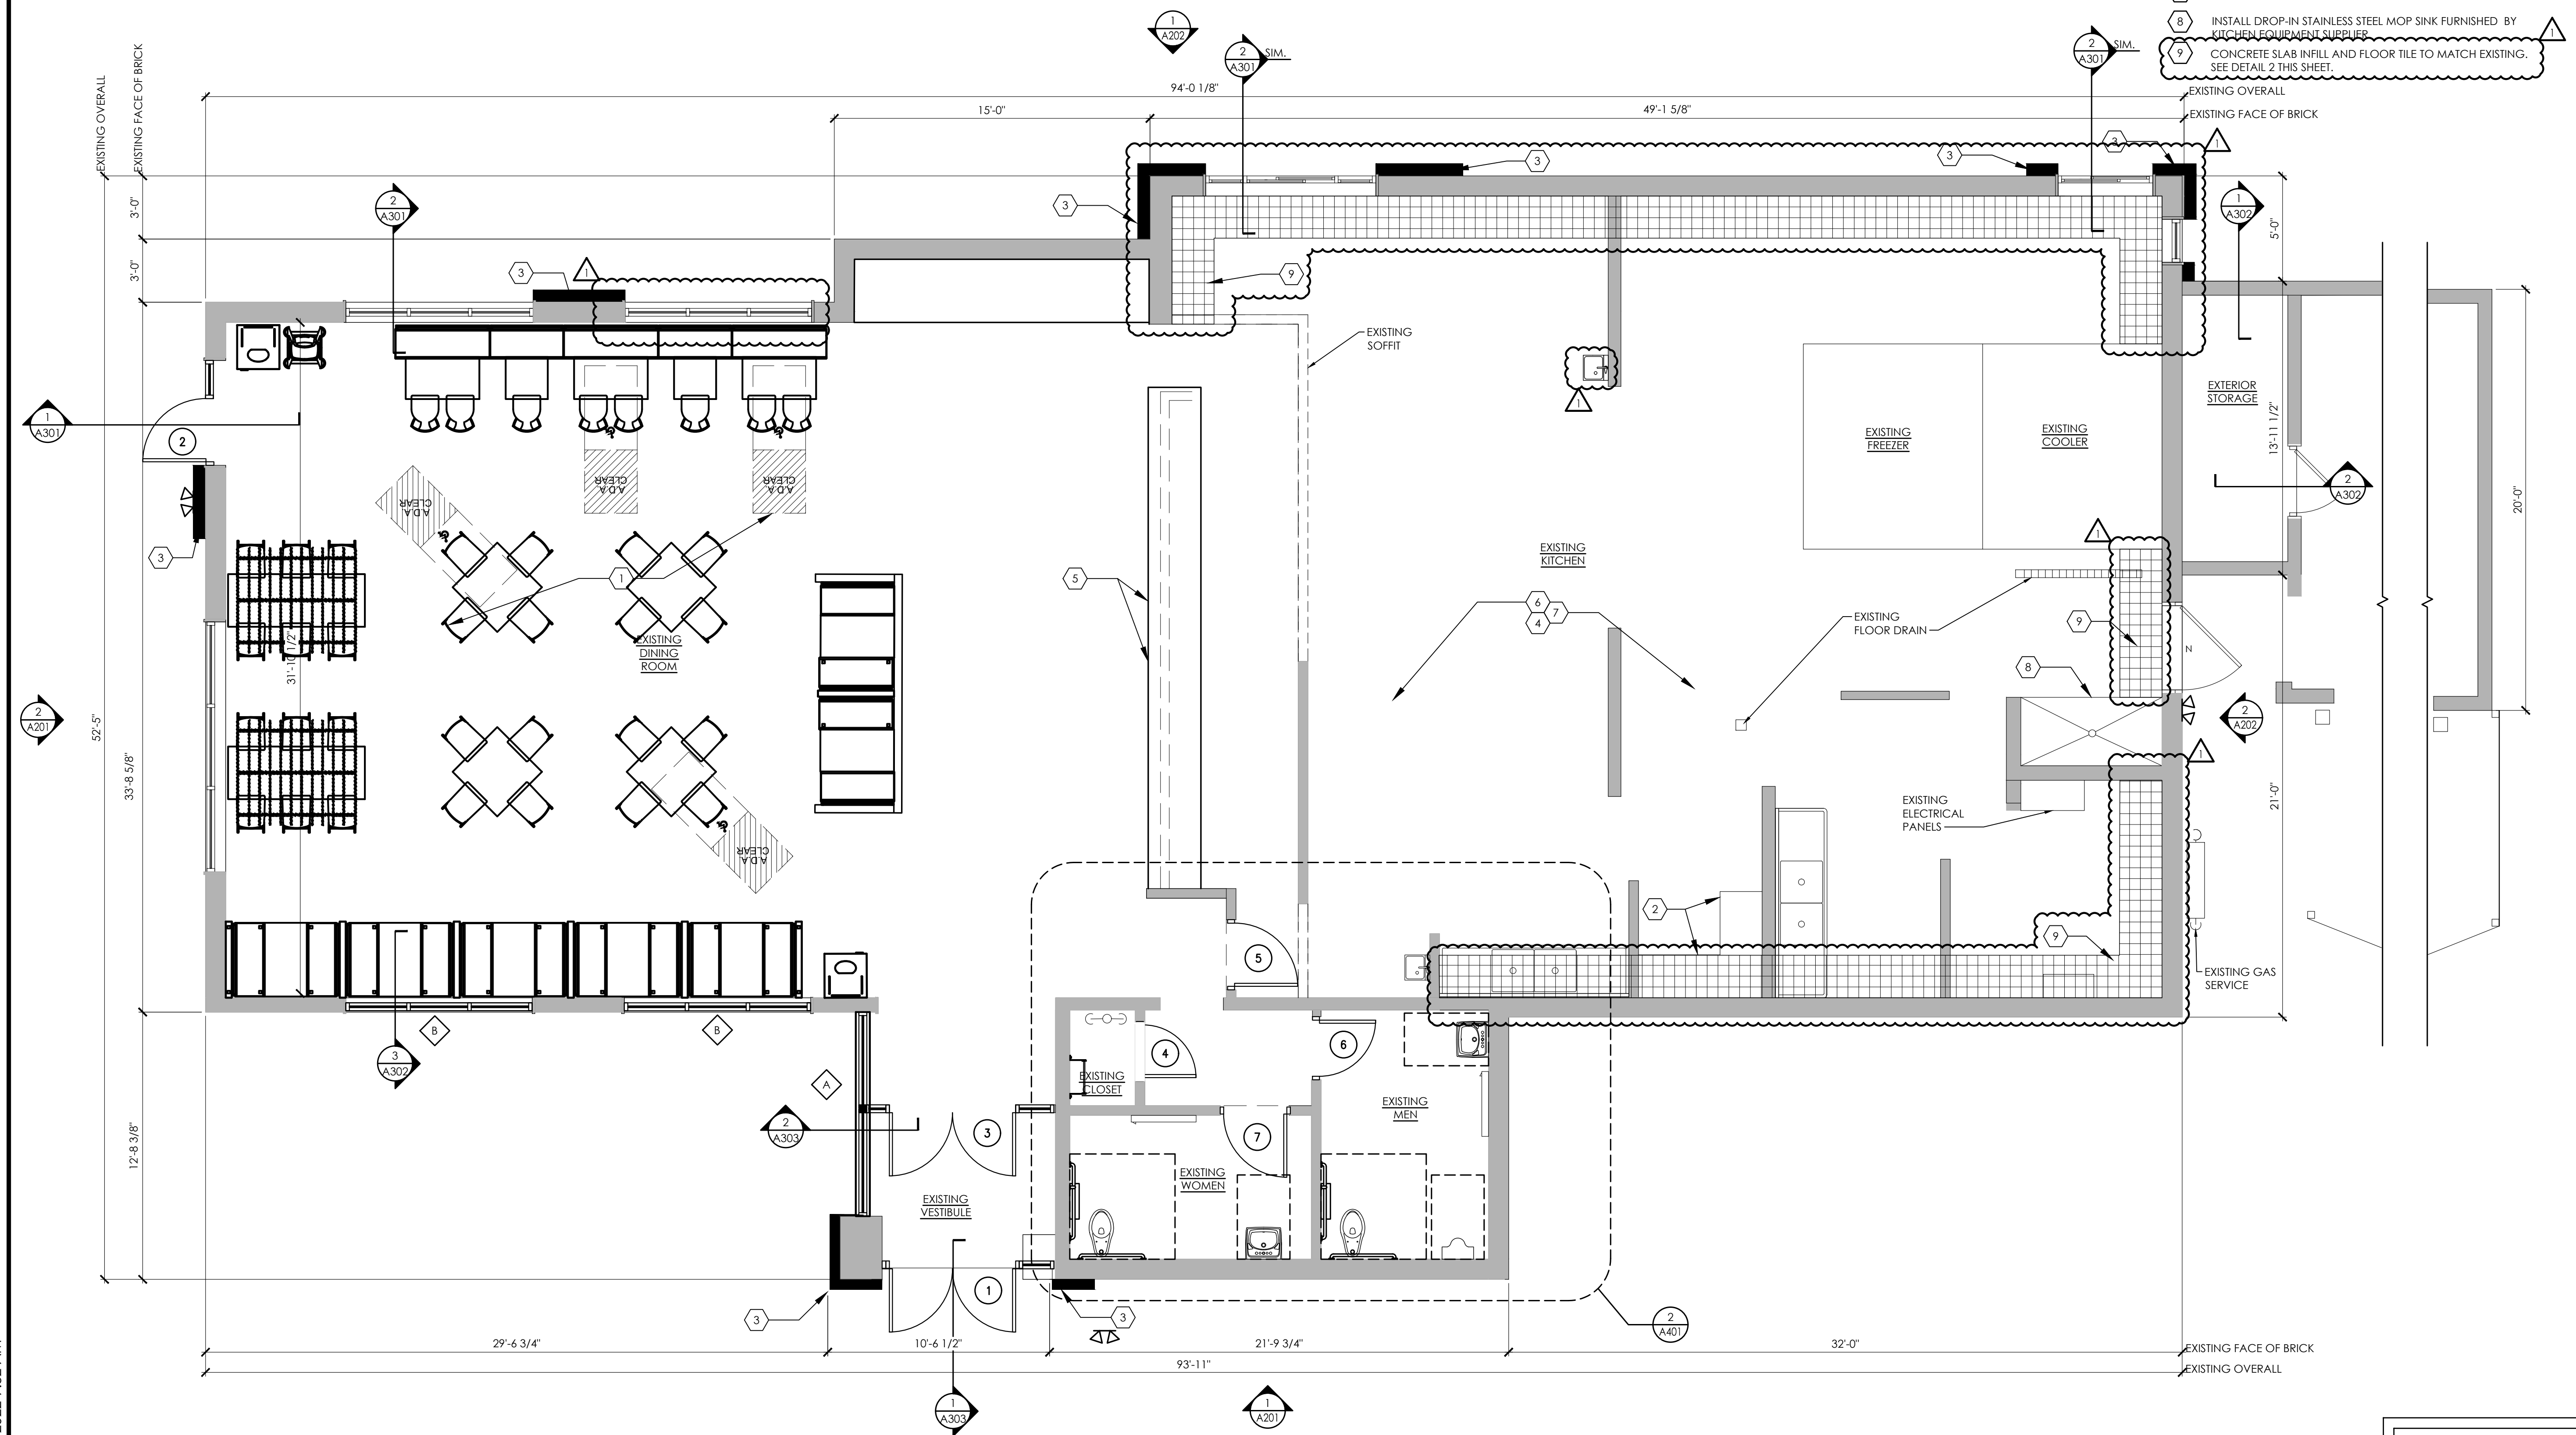 8 INSTALL DROP-IN STAINLESS STEEL MOP SINK FURNISHED BY
KITCHEN EQUIPMENT SUPPLIER
1
9 CONCRETE SLAB INFILL AND FLOOR TILE TO MATCH EXISTING.
SEE DETAIL 2 THIS SHEET.
1
A202
2
A301
SIM.
2
A301
SIM.
EXISTING OVERALL
EXISTING FACE OF BRICK
94'-0 1/8"
EXISTING OVERALL
15'-0"
49'-1 5/8"
EXISTING FACE OF BRICK
3
1
3
3
3
3'-0"
2
A301
3
1
A302
5'-0"
3'-0"
3
1
9
EXISTING
SOFFIT
1
EXTERIOR
STORAGE
20'-0"
1
A301
2
EXISTING
FREEZER
EXISTING
COOLER
13'-11 1/2"
2
A302
A.D.A
CLEAR
A.D.A
CLEAR
A.D.A
CLEAR
3
1
EXISTING
KITCHEN
1
5
6
7
4
EXISTING
FLOOR DRAIN
9
N
8
31'-10 1/2"
EXISTING
DINING
ROOM
2
A201
52'-5"
33'-8 5/8"
2
A202
1
EXISTING
ELECTRICAL
PANELS
21'-0"
A.D.A
CLEAR
2
9
5
EXISTING GAS
SERVICE
B
B
3
A302
4
6
A
EXISTING
CLOSET
EXISTING
MEN
12'-8 3/8"
2
A303
3
7
EXISTING
VESTIBULE
EXISTING
WOMEN
1
3
3
2
A401
29'-6 3/4"
10'-6 1/2"
21'-9 3/4"
32'-0"
EXISTING FACE OF BRICK
93'-11"
EXISTING OVERALL
1
A303
1
A201